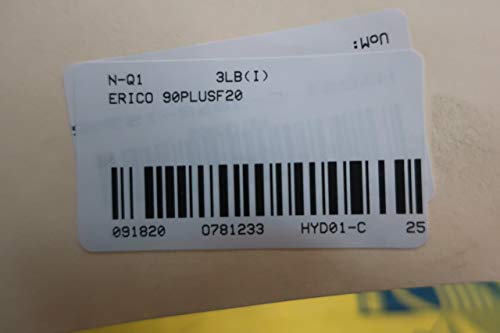 UoM:
N-Q1 3LB(I)
ERICO 90PLUSF20
091820 0781233 HYD01-C 25